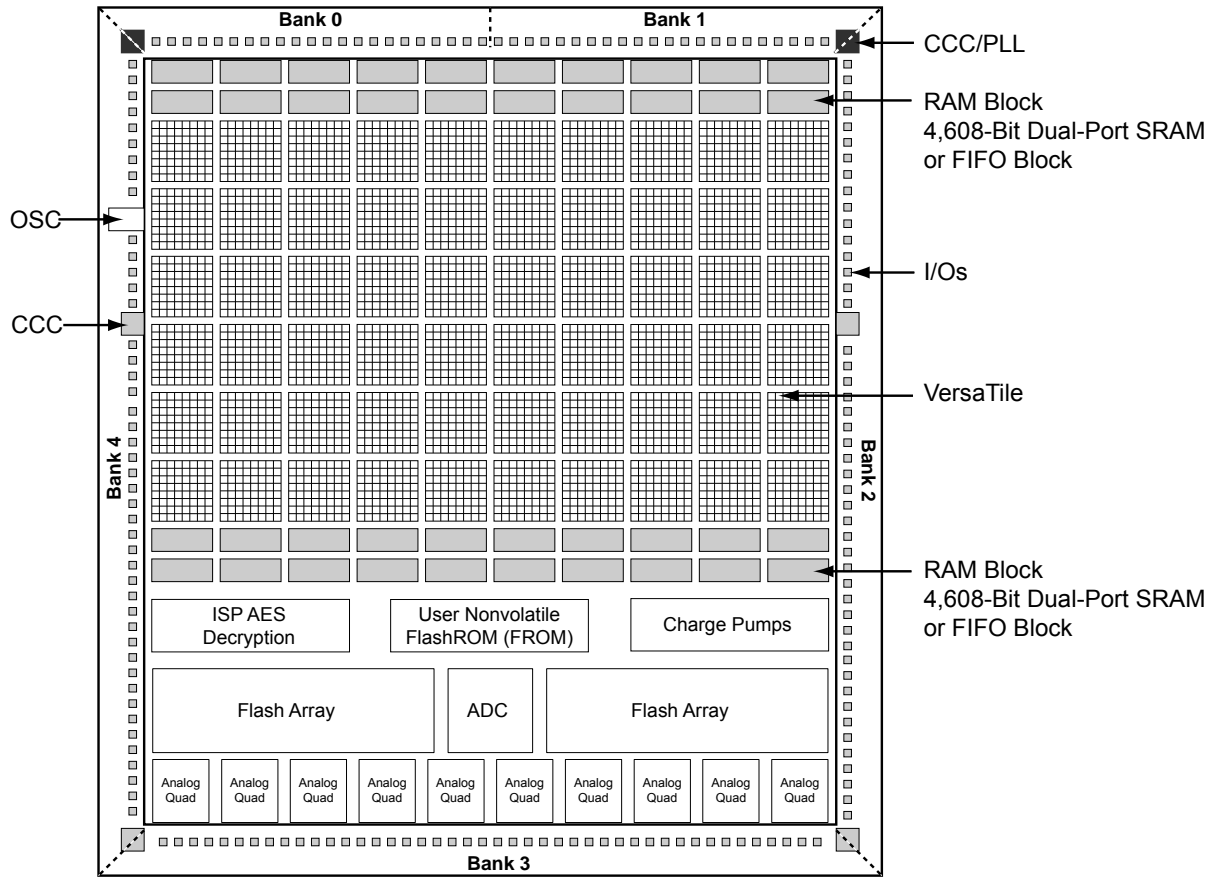 Bank 0
Bank 1
CCC/PLL
RAM Block
4,608-Bit Dual-Port SRAM
or FIFO Block
OSC
I/Os
CCC
VersaTile
Bank 4
Bank 2
RAM Block
4,608-Bit Dual-Port SRAM
or FIFO Block
ISP AES
Decryption
User Nonvolatile
FlashROM (FROM)
Charge Pumps
Flash Array
ADC
Flash Array
Analog
Quad
Analog
Quad
Analog
Quad
Analog
Quad
Analog
Quad
Analog
Quad
Analog
Quad
Analog
Quad
Analog
Quad
Analog
Quad
Bank 3